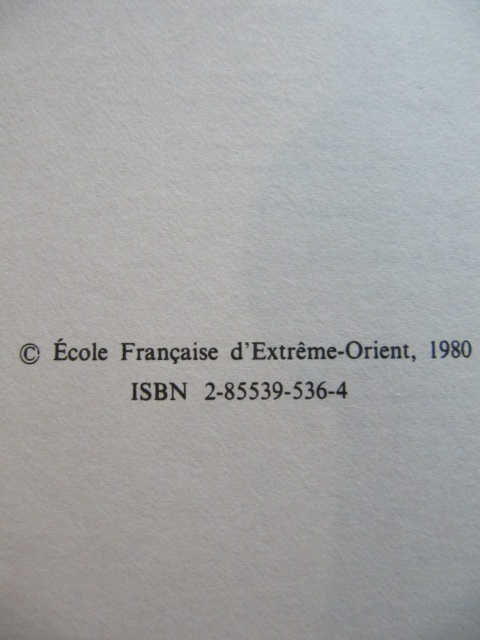 © École Française d'Extrême-Orient, 1980
ISBN 2-85539-536-4